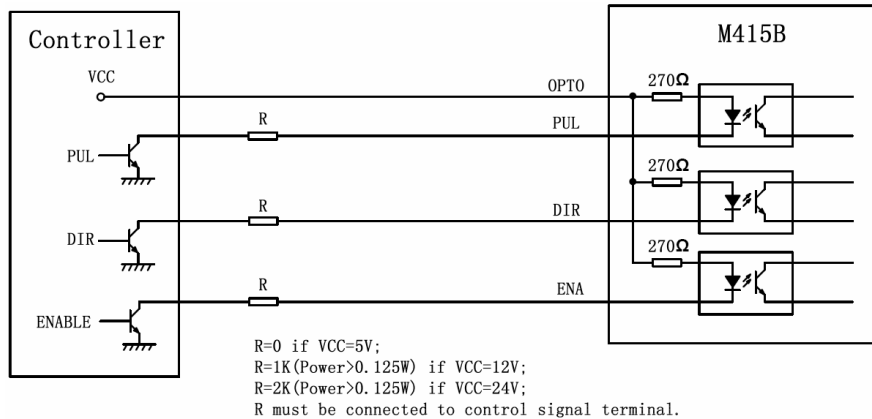 Controller
M415B
VCC
OPTO
270Ω
R
PUL
PUL
270Ω
R
DIR
DIR
270Ω
R
ENA
ENABLE
R=0 if VCC=5V;
R=1K(Power>0.125W) if VCC=12V;
R=2K(Power>0.125W) if VCC=24V;
R must be connected to control signal terminal.